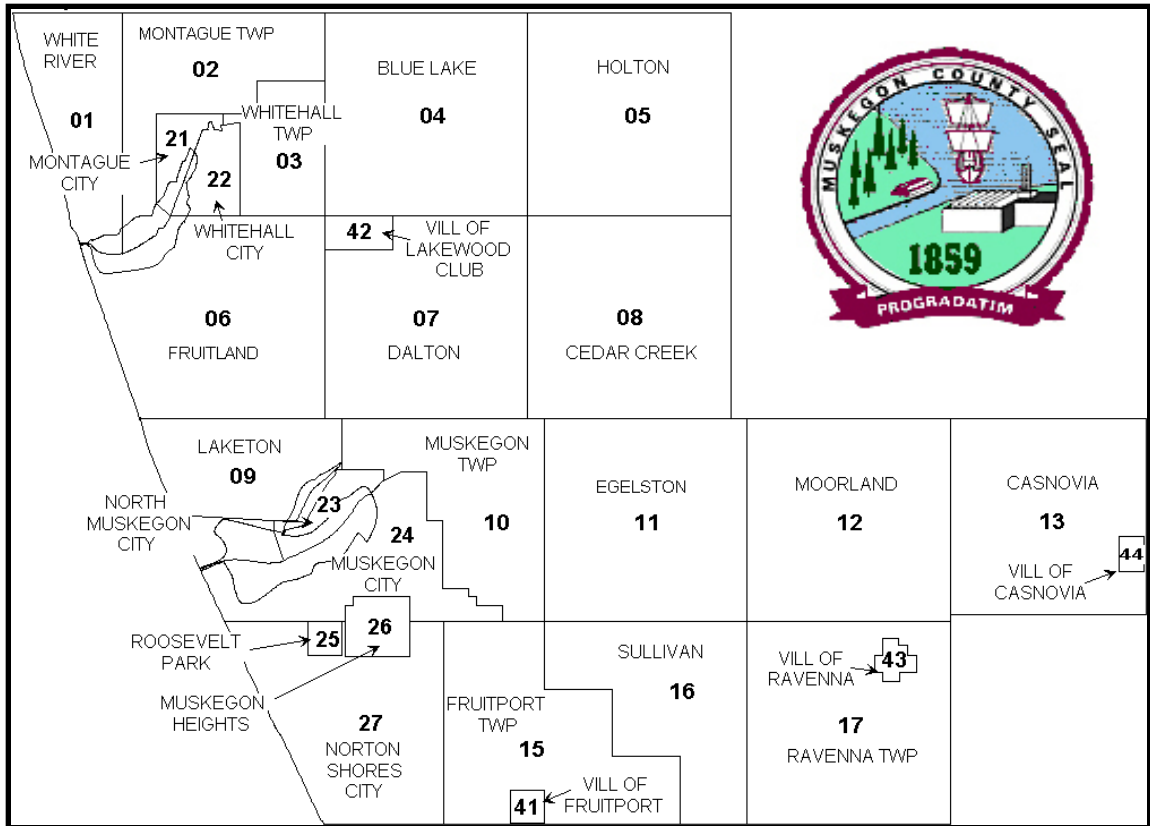 WHITE
RIVER
01
MONTAGUE TWP
02
BLUE LAKE
04
HOLTON
05
WHITEHALL
TWP
03
21
MONTAGUE
CITY
22
WHITEHALL
CITY
MUSKEGON COUNTY SEAL
1859
PROGRADATIM
42
VILL OF
LAKEWOOD
CLUB
06
FRUITLAND
07
DALTON
08
CEDAR CREEK
LAKETON
09
MUSKEGON
TWP
10
EGELSTON
11
MOORLAND
12
CASNOVIA
13
44
VILL OF
CASNOVIA
NORTH
MUSKEGON
CITY
23
24
MUSKEGON
CITY
ROOSEVELT
PARK
25
26
MUSKEGON
HEIGHTS
27
NORTON
SHORES
CITY
FRUITPORT
TWP
15
41
VILL OF
FRUITPORT
SULLIVAN
16
VILL OF
RAVENNA
43
17
RAVENNA TWP